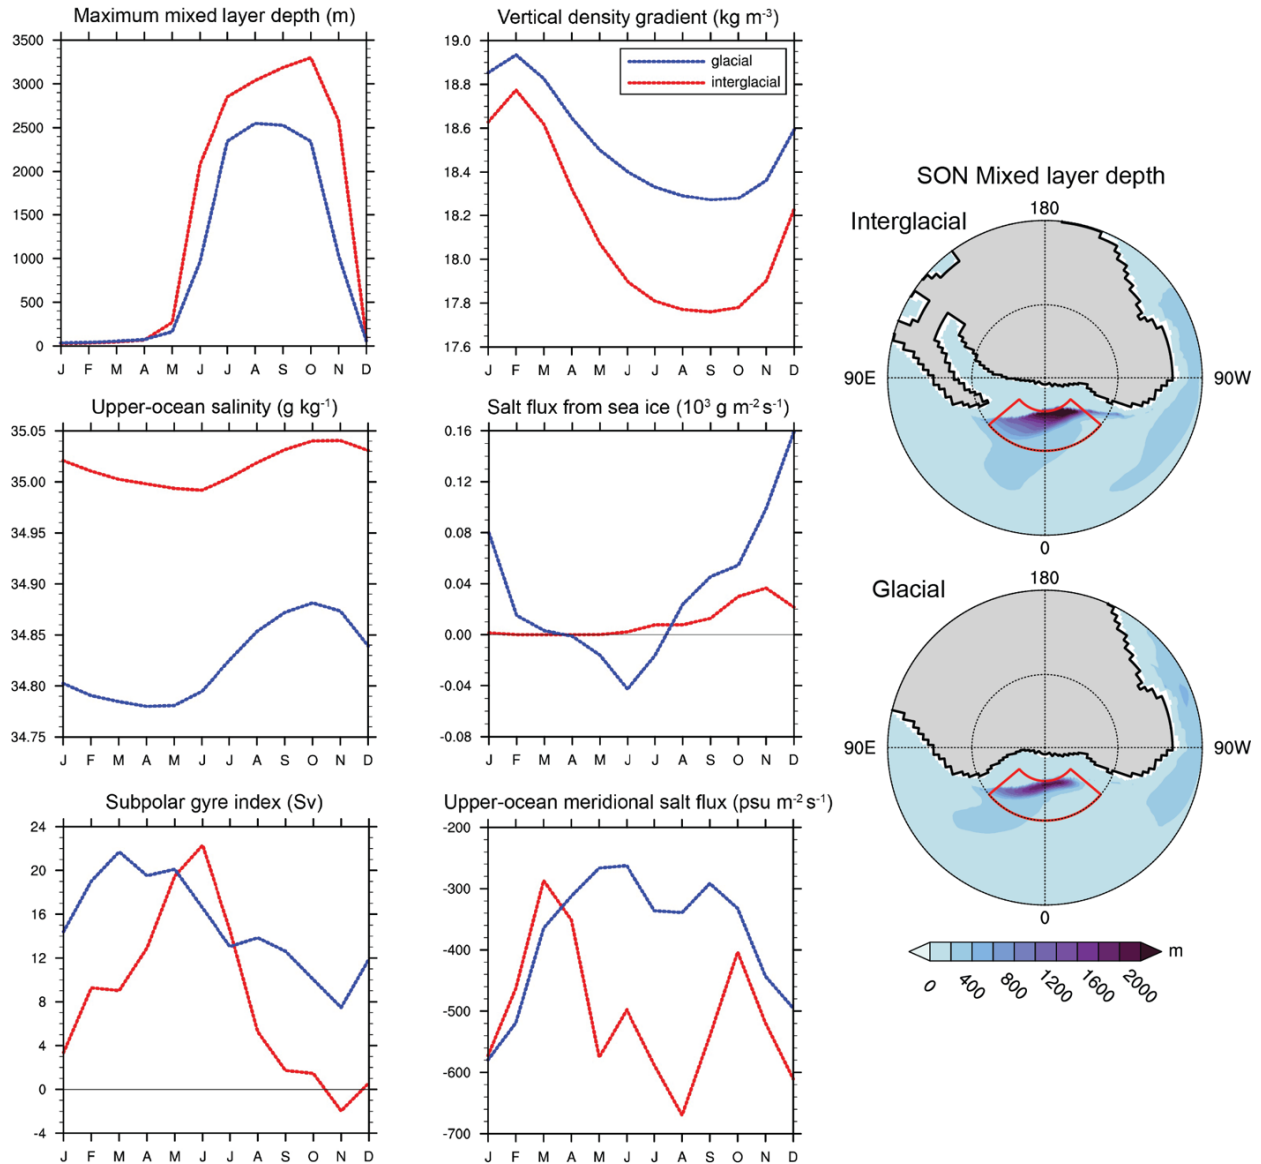 Maximum mixed layer depth (m)
3500
3000
2500
2000
1500
1000
500
0
J F M A M J J A S O N D
Vertical density gradient (kg m-3)
19.0
18.8
18.6
18.4
18.2
18.0
17.8
17.6
glacial
interglacial
J F M A M J J A S O N D
Upper-ocean salinity (g kg-1)
35.05
35.00
34.95
34.90
34.85
34.80
34.75
J F M A M J J A S O N D
Salt flux from sea ice (10³ g m-2 s-1)
0.16
0.12
0.08
0.04
0.00
-0.04
-0.08
J F M A M J J A S O N D
Subpolar gyre index (Sv)
24
20
16
12
8
4
0
-4
J F M A M J J A S O N D
Upper-ocean meridional salt flux (psu m-2 s-1)
-200
-300
-400
-500
-600
-700
J F M A M J J A S O N D
SON Mixed layer depth
Interglacial
180
90E
90W
0
Glacial
180
90E
90W
0
m
0 400 800 1200 1600 2000